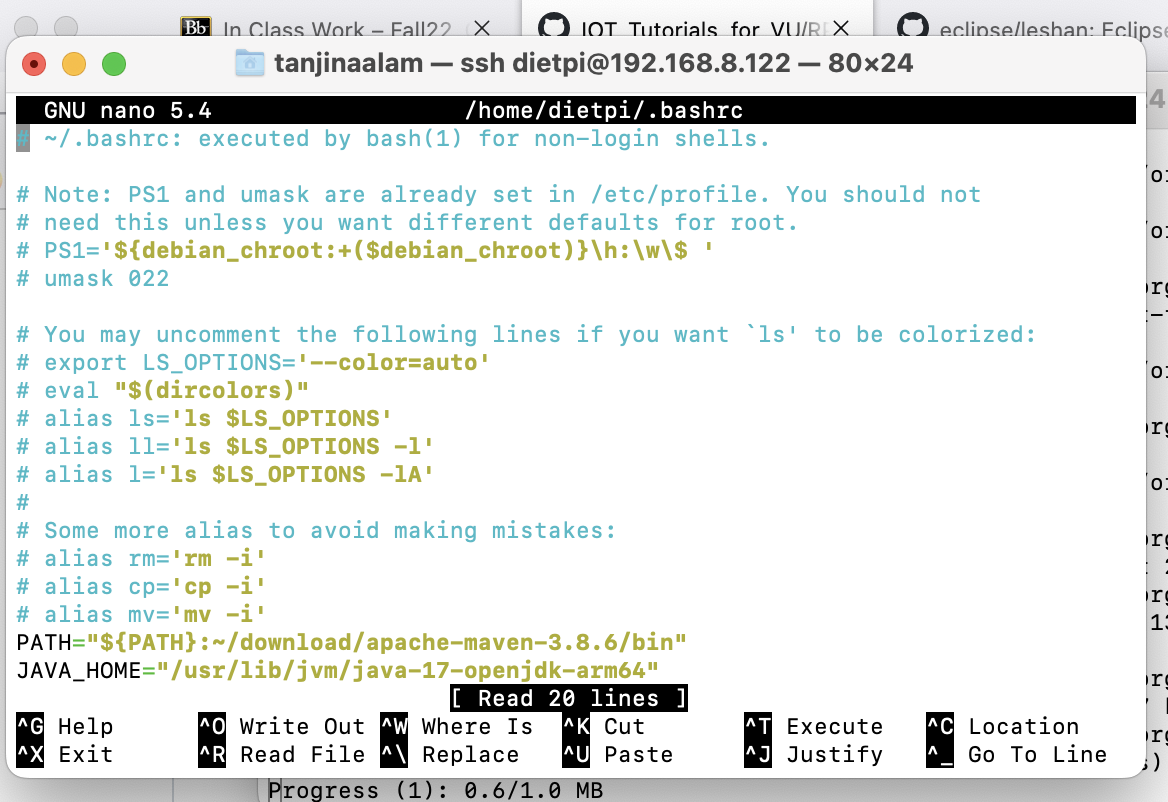 Bb In Class Work – Fall22
IOT_Tutorials_for_VU/R
eclipse/leshan: Eclipse
tanjinaalam — ssh dietpi@192.168.8.122 — 80×24
GNU nano 5.4 /home/dietpi/.bashrc
# ~/.bashrc: executed by bash(1) for non-login shells.
# Note: PS1 and umask are already set in /etc/profile. You should not
# need this unless you want different defaults for root.
# PS1='${debian_chroot:+($debian_chroot)}\h:\w\$ '
# umask 022
# You may uncomment the following lines if you want `ls' to be colorized:
# export LS_OPTIONS='--color=auto'
# eval "$(dircolors)"
# alias ls='ls $LS_OPTIONS'
# alias ll='ls $LS_OPTIONS -l'
# alias l='ls $LS_OPTIONS -lA'
#
# Some more alias to avoid making mistakes:
# alias rm='rm -i'
# alias cp='cp -i'
# alias mv='mv -i'
PATH="${PATH}:~/download/apache-maven-3.8.6/bin"
JAVA_HOME="/usr/lib/jvm/java-17-openjdk-arm64"
[ Read 20 lines ]
^G Help ^O Write Out ^W Where Is ^K Cut ^T Execute ^C Location
^X Exit ^R Read File ^\ Replace ^U Paste ^J Justify ^_ Go To Line
Progress (1): 0.6/1.0 MB